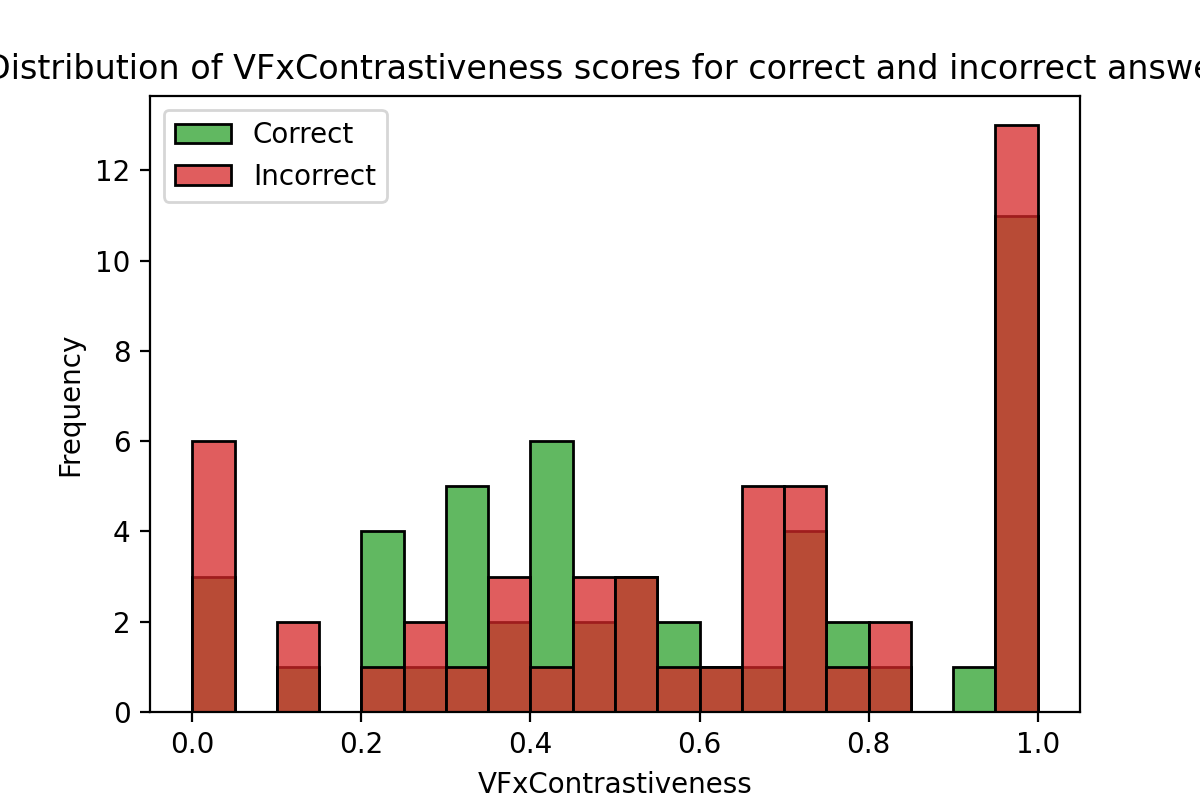 Distribution of VFxContrastiveness scores for correct and incorrect answe
Correct
Incorrect
12
10
8
6
4
2
0
Frequency
0.0 0.2 0.4 0.6 0.8 1.0
VFxContrastiveness